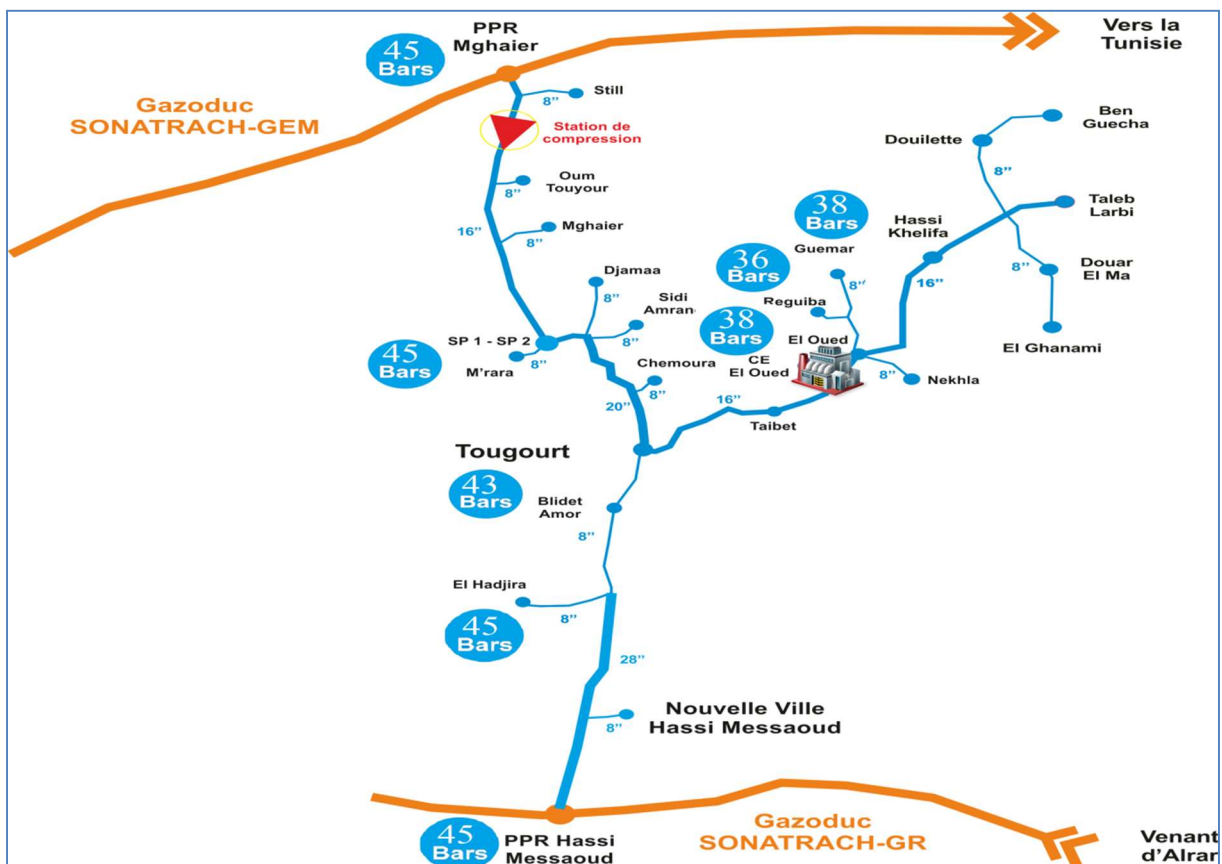 PPR
Mghaier
45
Bars
Vers la
Tunisie
Gazoduc
SONATRACH-GEM
Still
8”
Station de
compression
Ben
Guecha
Douilette
8”
Oum
Touyour
8”
Taleb
Larbi
38
Bars
Hassi
Khelifa
Guemar
Mghaier
8”
16”
36
Bars
Djamaa
8”
8”
Douar
El Ma
8”
16”
Sidi
Amran
8”
Reguiba
38
Bars
El Oued
SP 1 - SP 2
45
Bars
M’rara
8”
Chemoura
8”
CE
El Oued
El Ghanami
8”
Nekhla
20”
16”
Taibet
Tougourt
43
Bars
Blidet
Amor
8”
El Hadjira
8”
45
Bars
28”
Nouvelle Ville
Hassi Messaoud
8”
Gazoduc
SONATRACH-GR
45
Bars
PPR Hassi
Messaoud
Venant
d’Alrar